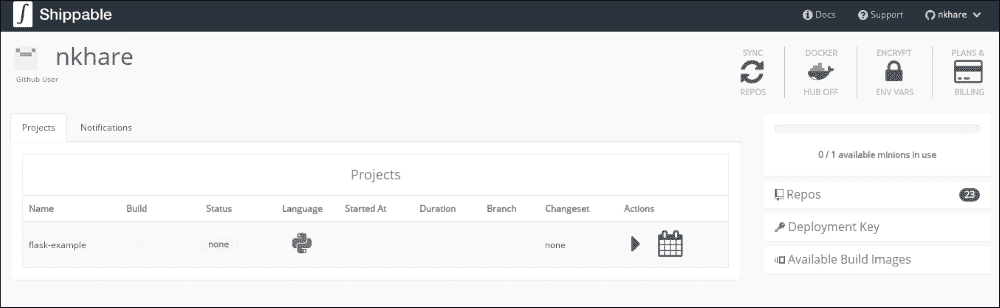 Shippable
Docs
Support
nkhare
nkhare
Github User
SYNC
REPOS
DOCKER
HUB OFF
ENCRYPT
ENV VARS
PLANS &
BILLING
Projects
Notifications
Projects
Name Build Status Language Started At Duration Branch Changeset Actions
flask-example none none
0 / 1 available minions in use
Repos 23
Deployment Key
Available Build Images